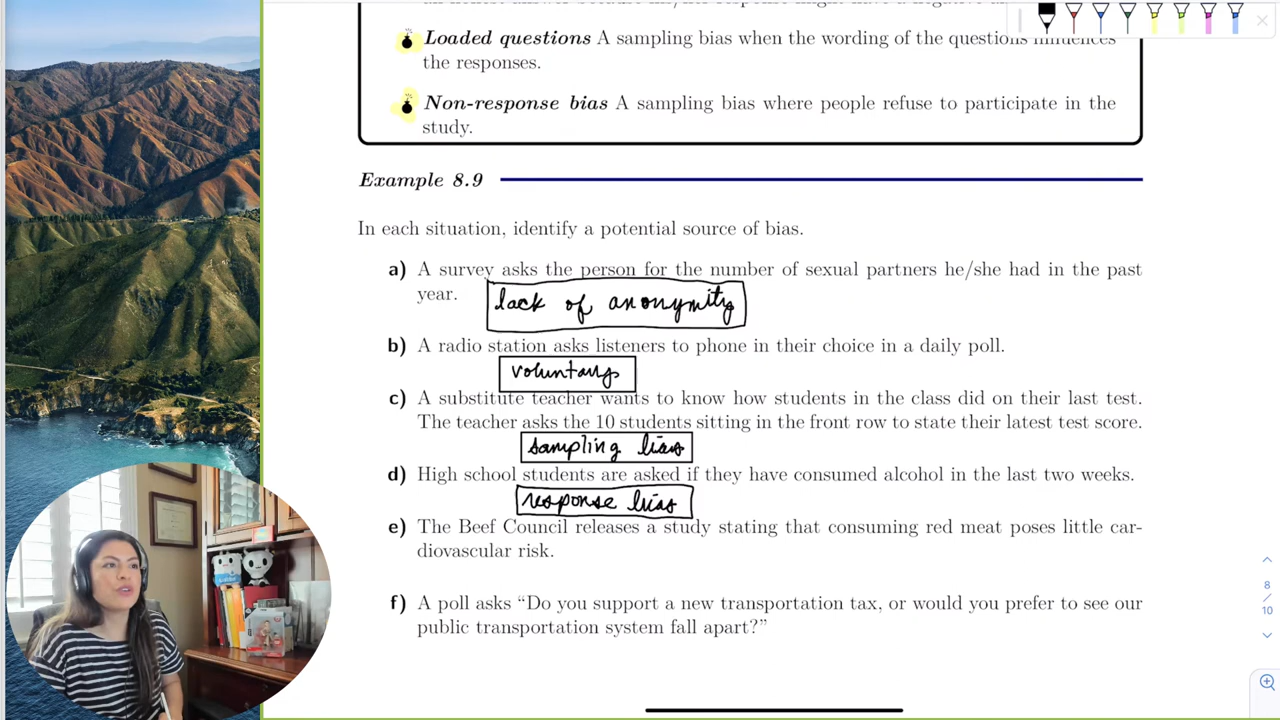 Loaded questions A sampling bias when the wording of the questions influences
the responses.
Non-response bias A sampling bias where people refuse to participate in the
study.
Example 8.9
In each situation, identify a potential source of bias.
a) A survey asks the person for the number of sexual partners he/she had in the past
year.
lack of anonymity
b) A radio station asks listeners to phone in their choice in a daily poll.
voluntary
c) A substitute teacher wants to know how students in the class did on their last test.
The teacher asks the 10 students sitting in the front row to state their latest test score.
sampling bias
d) High school students are asked if they have consumed alcohol in the last two weeks.
response bias
e) The Beef Council releases a study stating that consuming red meat poses little car-
diovascular risk.
f) A poll asks “Do you support a new transportation tax, or would you prefer to see our
public transportation system fall apart?”
8
/
10